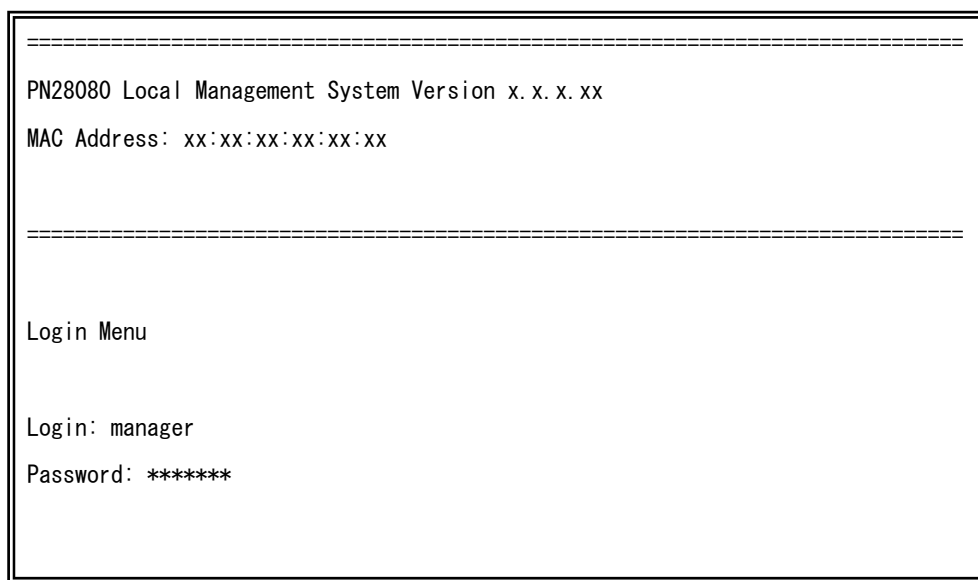 ==============================================================================
PN28080 Local Management System Version x.x.x.xx
MAC Address: xx:xx:xx:xx:xx:xx
==============================================================================
Login Menu
Login: manager
Password: *******